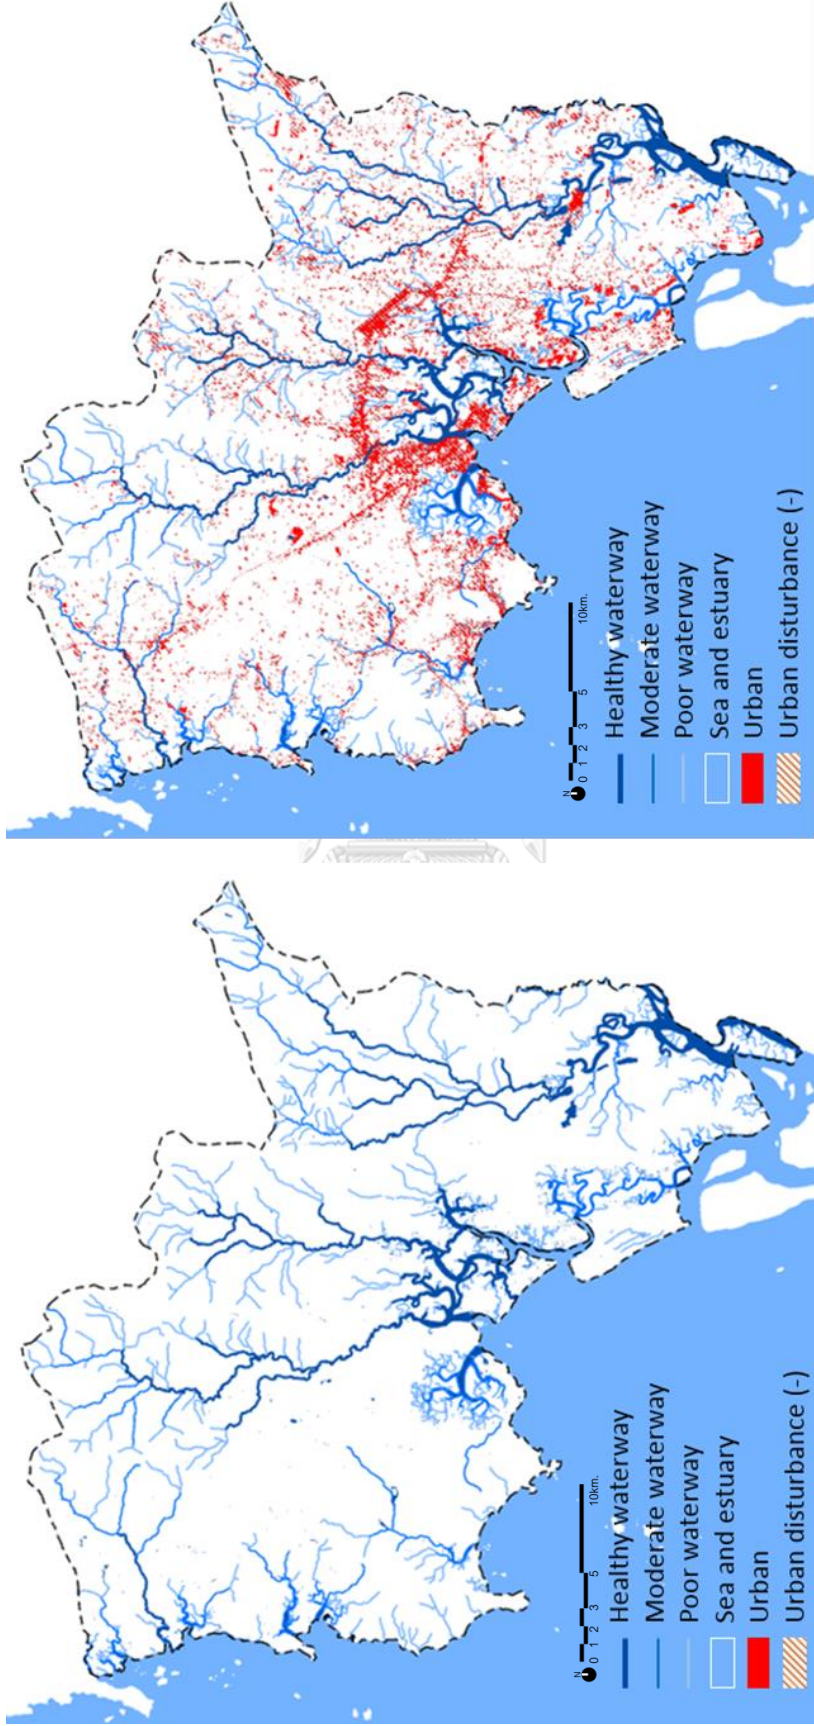 N
0 1 2 3 5 10km.
Healthy waterway
Moderate waterway
Poor waterway
Sea and estuary
Urban
Urban disturbance (-)
N
0 1 2 3 5 10km.
Healthy waterway
Moderate waterway
Poor waterway
Sea and estuary
Urban
Urban disturbance (-)